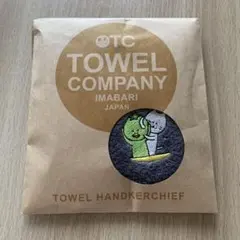 OTC
TOWEL
COMPANY
IMABARI
JAPAN
TOWEL HANDKERCHIEF